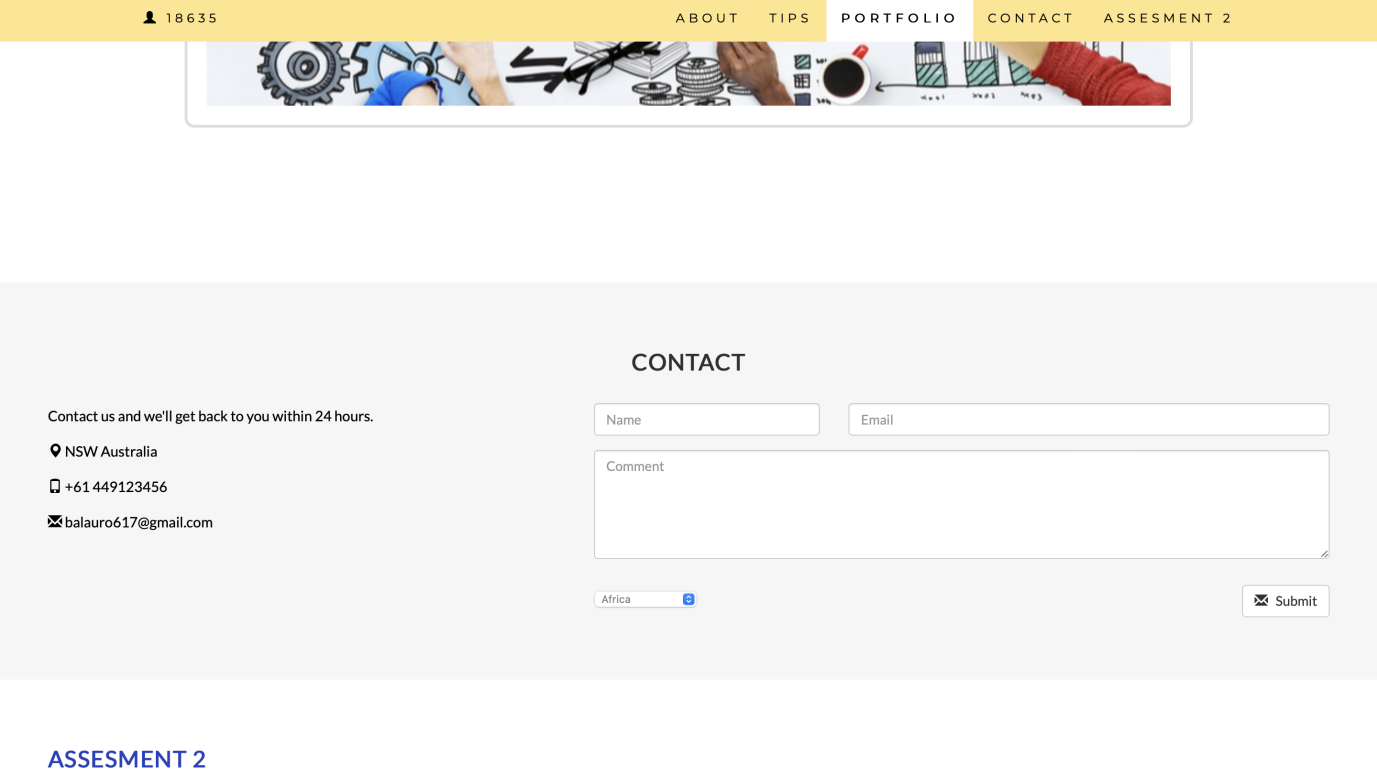 18635
ABOUT TIPS PORTFOLIO CONTACT ASSESMENT 2
CONTACT
Contact us and we'll get back to you within 24 hours.
NSW Australia
+61 449123456
balauro617@gmail.com
Name
Email
Comment
Africa
Submit
ASSESMENT 2